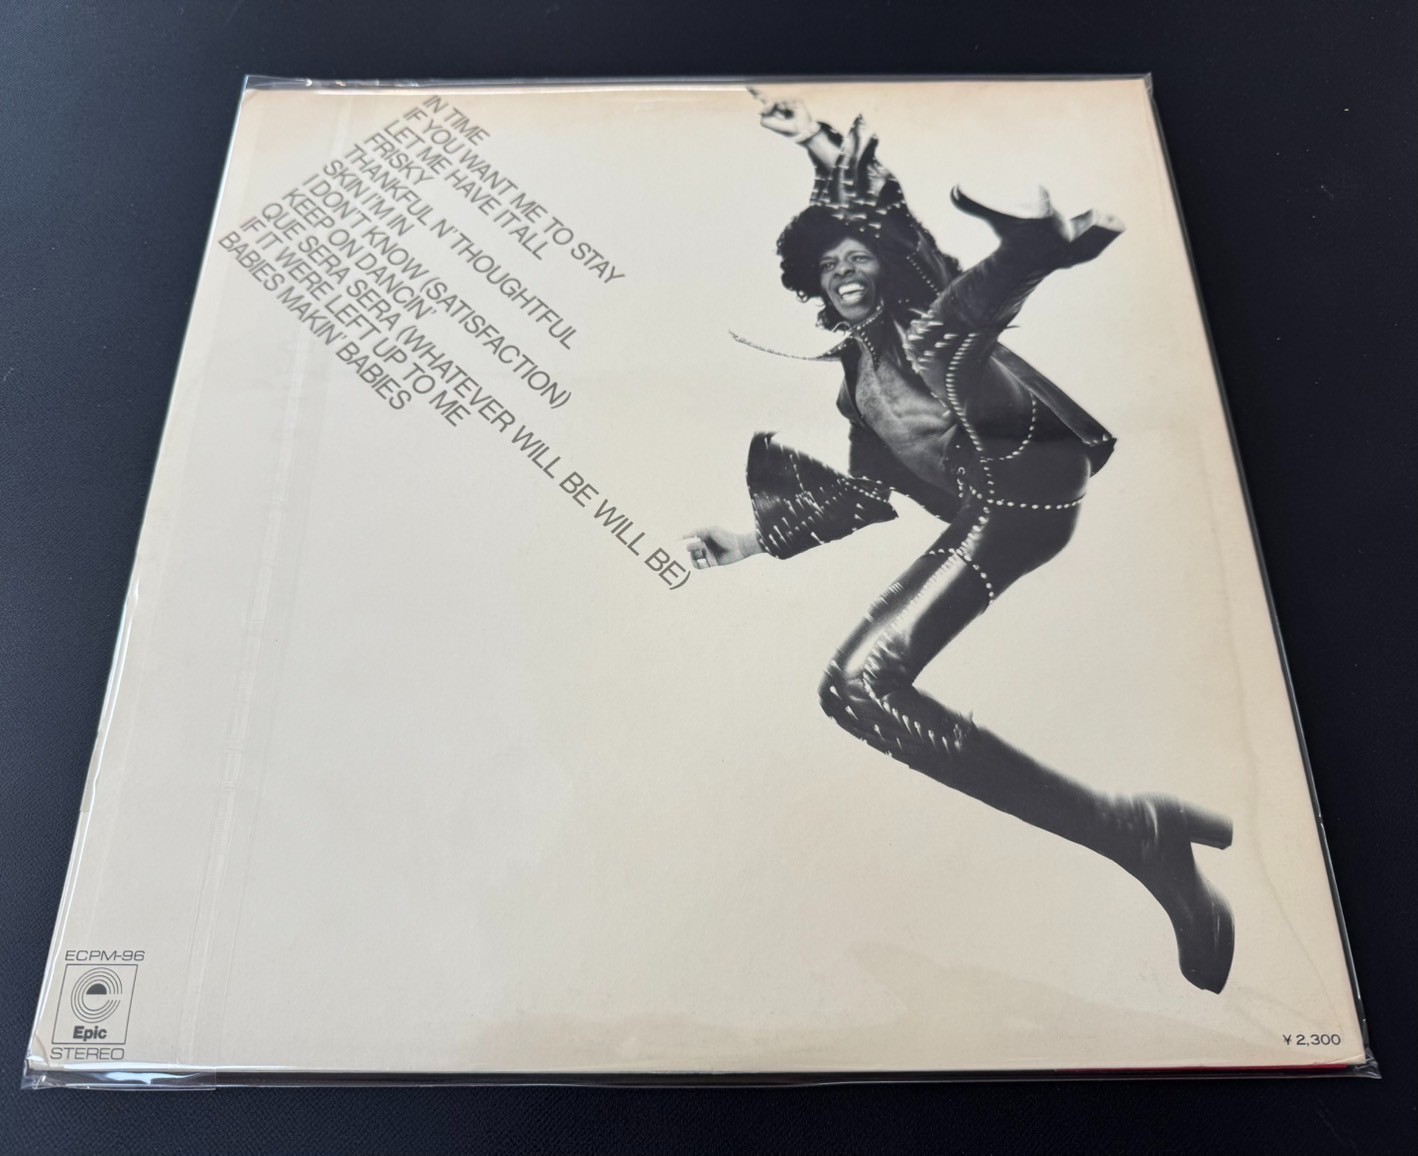 IN TIME
IF YOU WANT ME TO STAY
LET ME HAVE IT ALL
FRISKY
THANKFUL N' THOUGHTFUL
SKIN I'M IN
I DON'T KNOW (SATISFACTION)
KEEP ON DANCIN'
QUE SERA SERA (WHATEVER WILL BE WILL BE)
IF IT WERE LEFT UP TO ME
BABIES MAKIN' BABIES
ECPM-96
e
Epic
STEREO
¥ 2,300